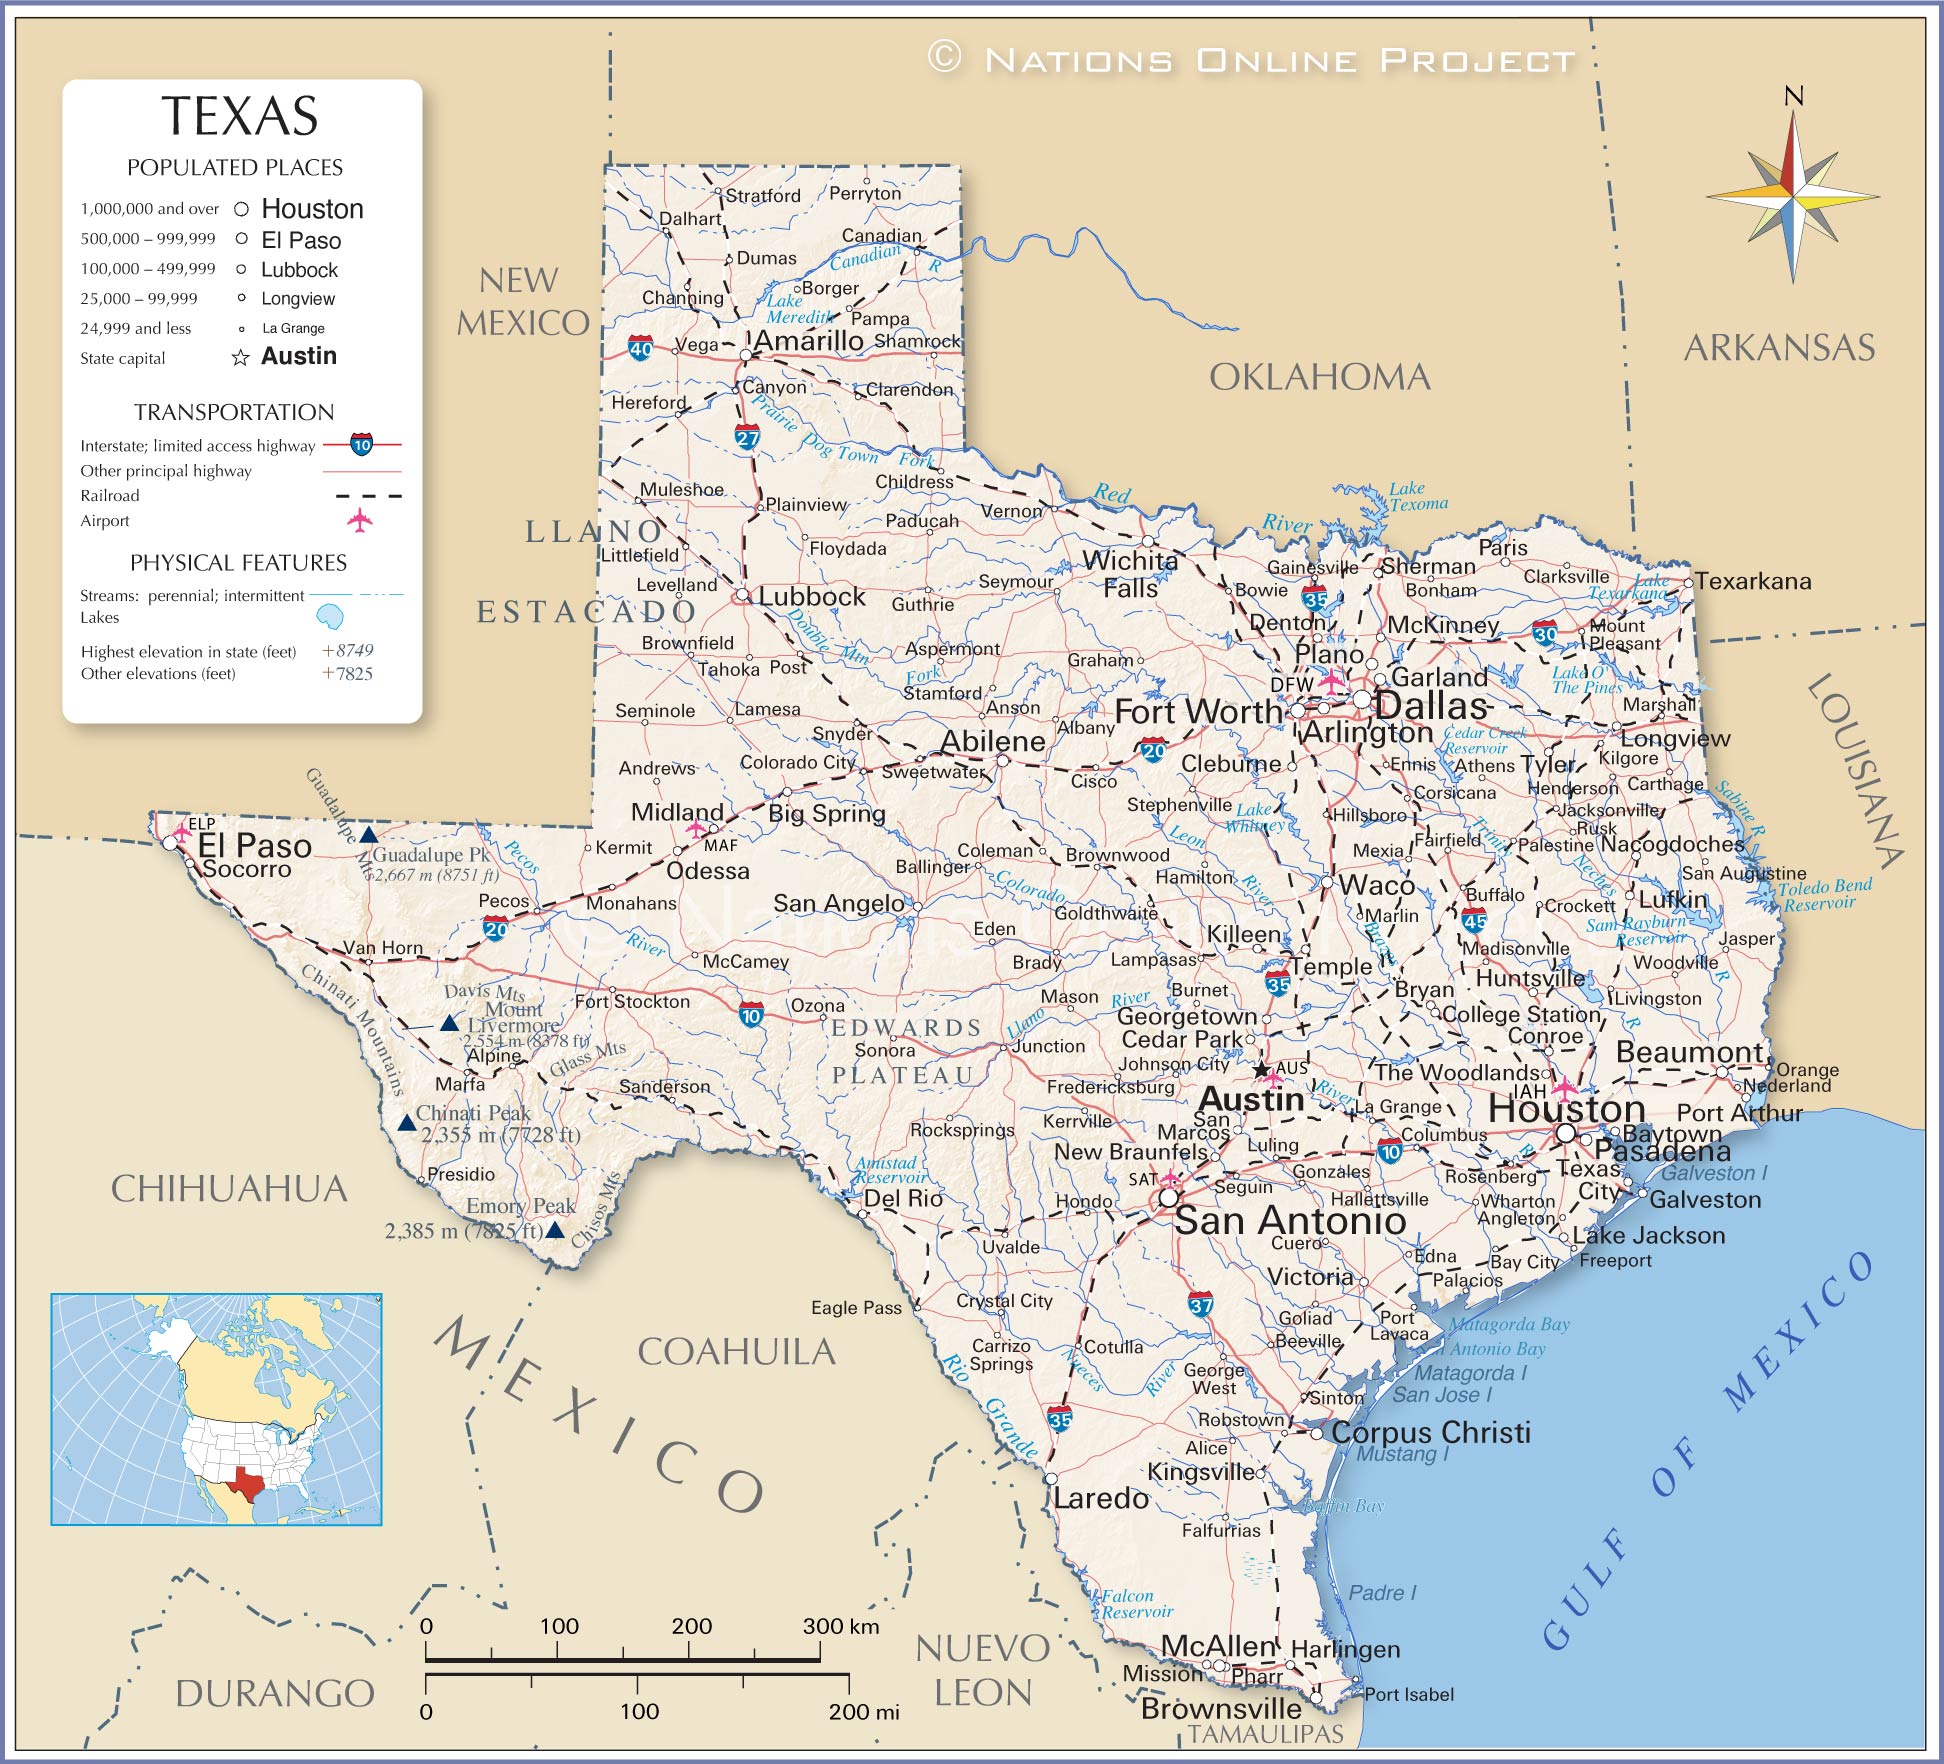 © Nations Online Project
TEXAS
POPULATED PLACES
1,000,000 and over Houston
500,000 – 999,999 El Paso
100,000 – 499,999 Lubbock
25,000 – 99,999 Longview
24,999 and less La Grange
State capital Austin
TRANSPORTATION
Interstate; limited access highway 10
Other principal highway
Railroad
Airport
PHYSICAL FEATURES
Streams: perennial; intermittent
Lakes
Highest elevation in state (feet) +8749
Other elevations (feet) +7825
N
NEW
MEXICO
OKLAHOMA
ARKANSAS
LOUISIANA
CHIHUAHUA
COAHUILA
DURANGO
NUEVO
LEON
TAMAULIPAS
MEXICO
GULF OF MEXICO
Stratford
Perryton
Dalhart
Canadian
Canadian
R
Dumas
Channing
Borger
Lake
Meredith
Pampa
40
Vega
Amarillo
Shamrock
Canyon
Clarendon
Hereford
Prairie Dog Town Fork
27
Childress
Muleshoe
Plainview
Vernon
Red
River
Lake
Texoma
LLANO
ESTACADO
Paducah
Floydada
Littlefield
Levelland
Lubbock
Guthrie
Seymour
Wichita
Falls
Bowie
Gainesville
35
Sherman
Bonham
Paris
Clarksville
Lake
Texarkana
Texarkana
Denton
McKinney
30
Mount
Pleasant
Plano
Garland
DFW
Dallas
Fort Worth
Arlington
Lake O'
The Pines
Marshall
Longview
Double Mtn
Fork
Brownfield
Tahoka
Post
Aspermont
Graham
Stamford
Seminole
Lamesa
Anson
Albany
Snyder
Abilene
20
Cedar Creek
Reservoir
Cleburne
Ennis
Athens
Tyler
Kilgore
Andrews
Colorado City
Sweetwater
Cisco
Corsicana
Henderson
Carthage
Midland
Big Spring
Stephenville
Lake
Whitney
Hillsboro
Jacksonville
Rusk
Sabine R
MAF
Odessa
Kermit
Coleman
Brownwood
Leon
River
Mexia
Fairfield
Trinity
Palestine
Nacogdoches
Ballinger
Hamilton
Neches
San Augustine
ELP
El Paso
Socorro
Guadalupe Mts
Guadalupe Pk
2,667 m (8751 ft)
Pecos
Pecos
Monahans
San Angelo
Colorado
Goldthwaite
Waco
Marlin
Buffalo
Crockett
Lufkin
Toledo Bend
Reservoir
Sam Rayburn
Reservoir
20
Van Horn
River
McCamey
Eden
Brady
Lampasas
Killeen
Temple
Brazos
R
45
Madisonville
Jasper
Woodville
R
Chinati Mountains
Davis Mts
Mount
Livermore
2,554 m (8378 ft)
Fort Stockton
10
Ozona
Mason
River
Llano
Burnet
35
Bryan
Huntsville
Livingston
R
Georgetown
College Station
Conroe
EDWARDS
PLATEAU
Sonora
Junction
Cedar Park
Alpine
Glass Mts
Marfa
Sanderson
Johnson City
Fredericksburg
AUS
Austin
River
The Woodlands
IAH
Beaumont
Orange
Nederland
Port Arthur
Chinati Peak
2,355 m (7728 ft)
Rocksprings
Kerrville
San
Marcos
La Grange
Houston
Baytown
Pasadena
Columbus
Presidio
New Braunfels
Luling
10
R
Amistad
Reservoir
Del Rio
SAT
Seguin
Gonzales
Rosenberg
Texas
City
Galveston I
Galveston
Emory Peak
2,385 m (7825 ft)
Chisos Mts
Hondo
San Antonio
Hallettsville
Wharton
Angleton
Lake Jackson
Uvalde
Cuero
Edna
Bay City
Freeport
Victoria
Palacios
Eagle Pass
Crystal City
37
Goliad
Port
Lavaca
Matagorda Bay
Beeville
Antonio Bay
Carrizo
Springs
Cotulla
Nueces
River
George
West
Matagorda I
San Jose I
Rio
Grande
35
Sinton
Robstown
Corpus Christi
Alice
Mustang I
Kingsville
Laredo
Baffin Bay
Falfurrias
Falcon
Reservoir
Padre I
McAllen
Harlingen
Mission
Pharr
Port Isabel
Brownsville
0 100 200 300 km
0 100 200 mi